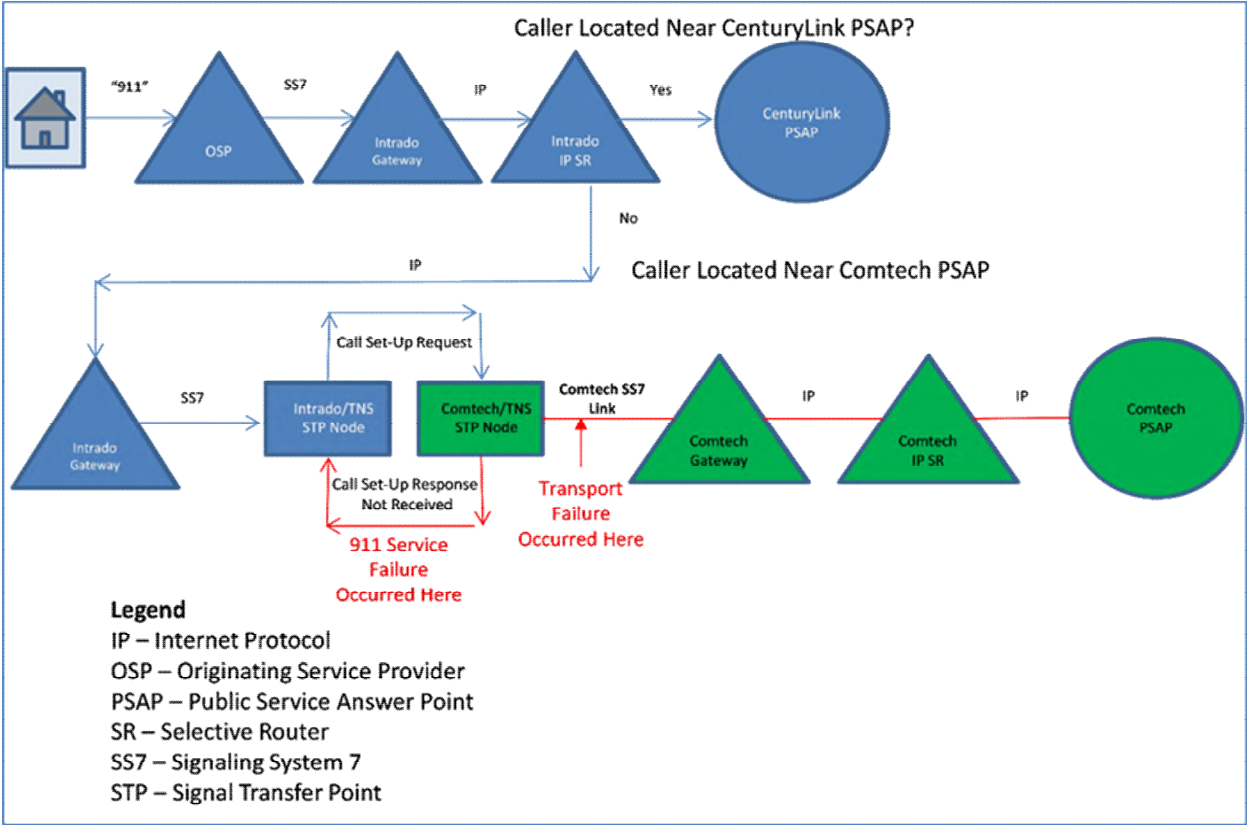 Caller Located Near CenturyLink PSAP?
"911"
SS7
IP
Yes
OSP
Intrado
Gateway
Intrado
IP SR
CenturyLink
PSAP
No
IP
Caller Located Near Comtech PSAP
Call Set-Up Request
SS7
Intrado/TNS
STP Node
Comtech/TNS
STP Node
Comtech SS7
Link
IP
IP
Intrado
Gateway
Comtech
Gateway
Comtech
IP SR
Comtech
PSAP
Call Set-Up Response
Not Received
Transport
Failure
Occurred Here
911 Service
Failure
Occurred Here
Legend
IP – Internet Protocol
OSP – Originating Service Provider
PSAP – Public Service Answer Point
SR – Selective Router
SS7 – Signaling System 7
STP – Signal Transfer Point